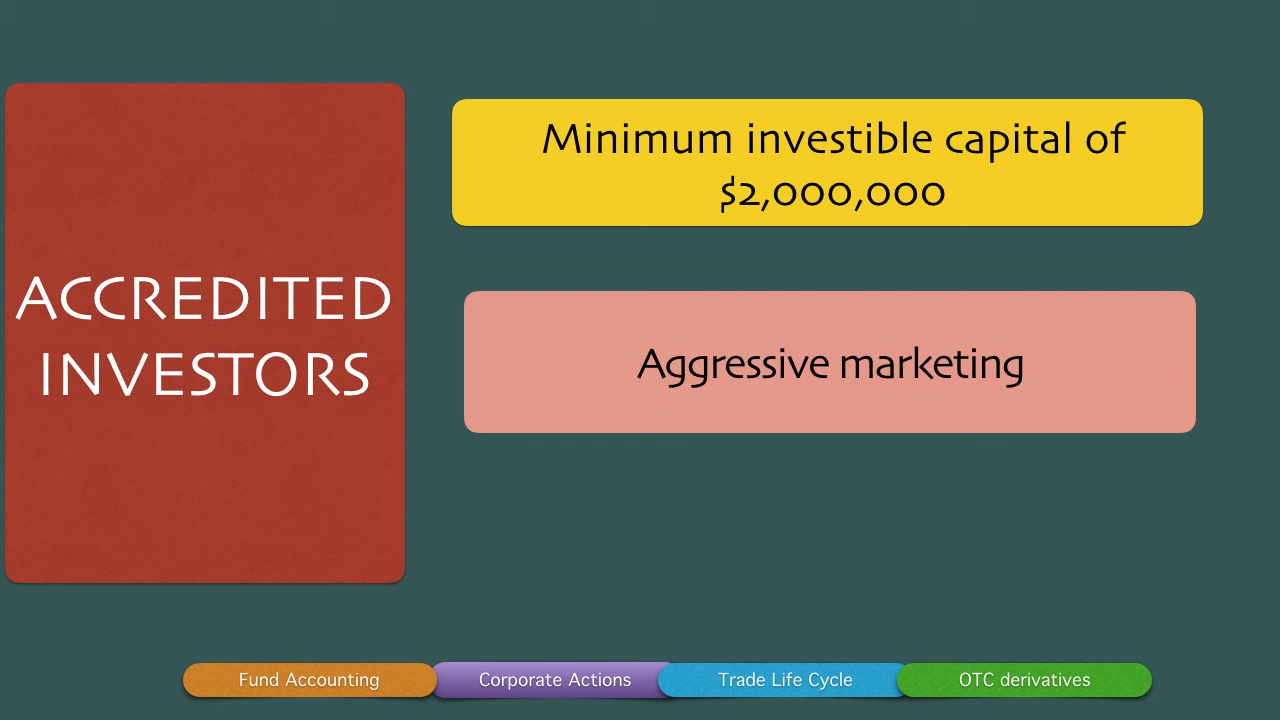 ACCREDITED
INVESTORS
Minimum investible capital of
$2,000,000
Aggressive marketing
Fund Accounting
Corporate Actions
Trade Life Cycle
OTC derivatives